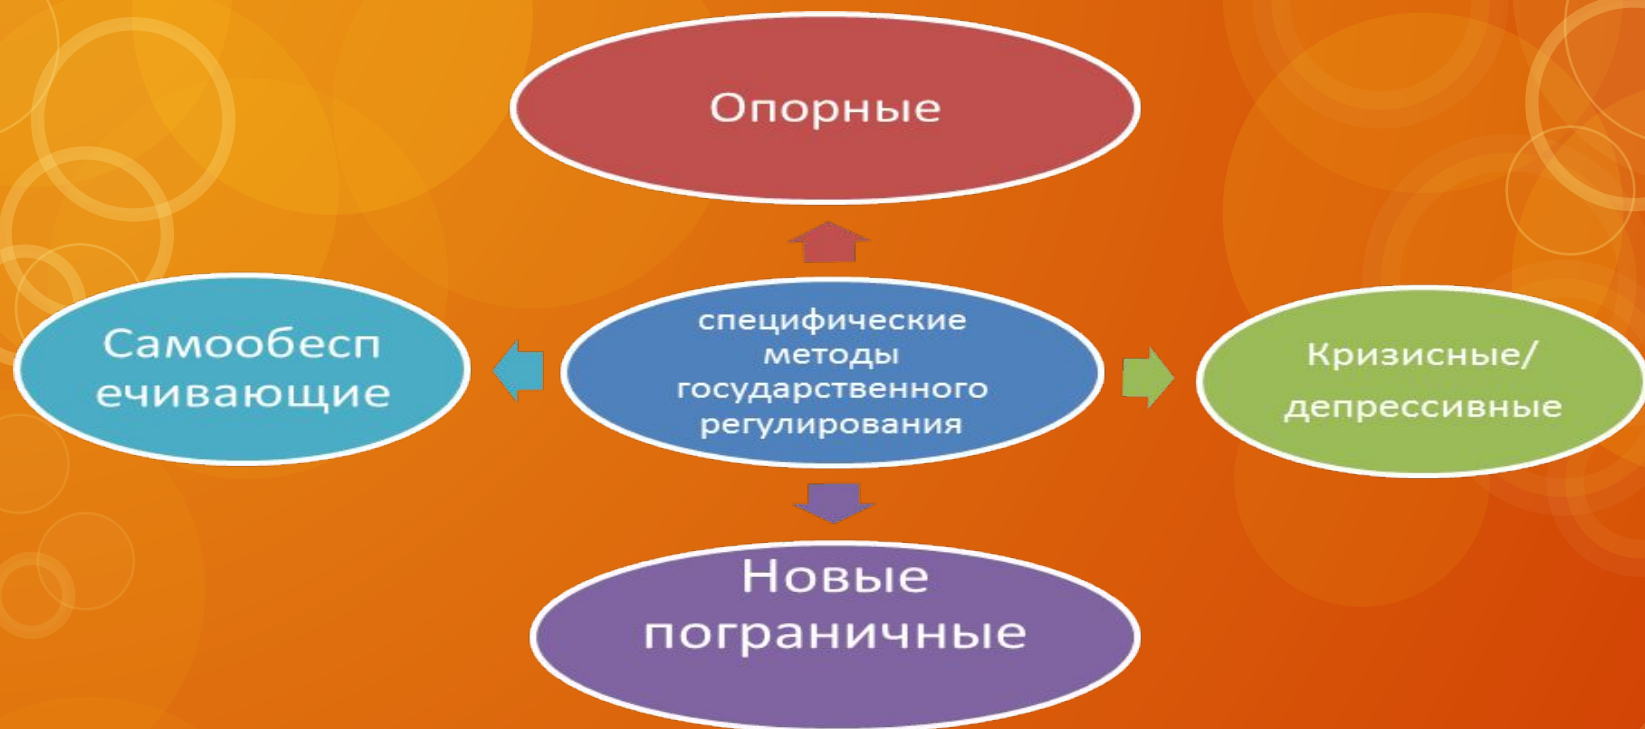 Опорные
Самообесп
ечивающие
специфические
методы
государственного
регулирования
Кризисные/
депрессивные
Новые
пограничные